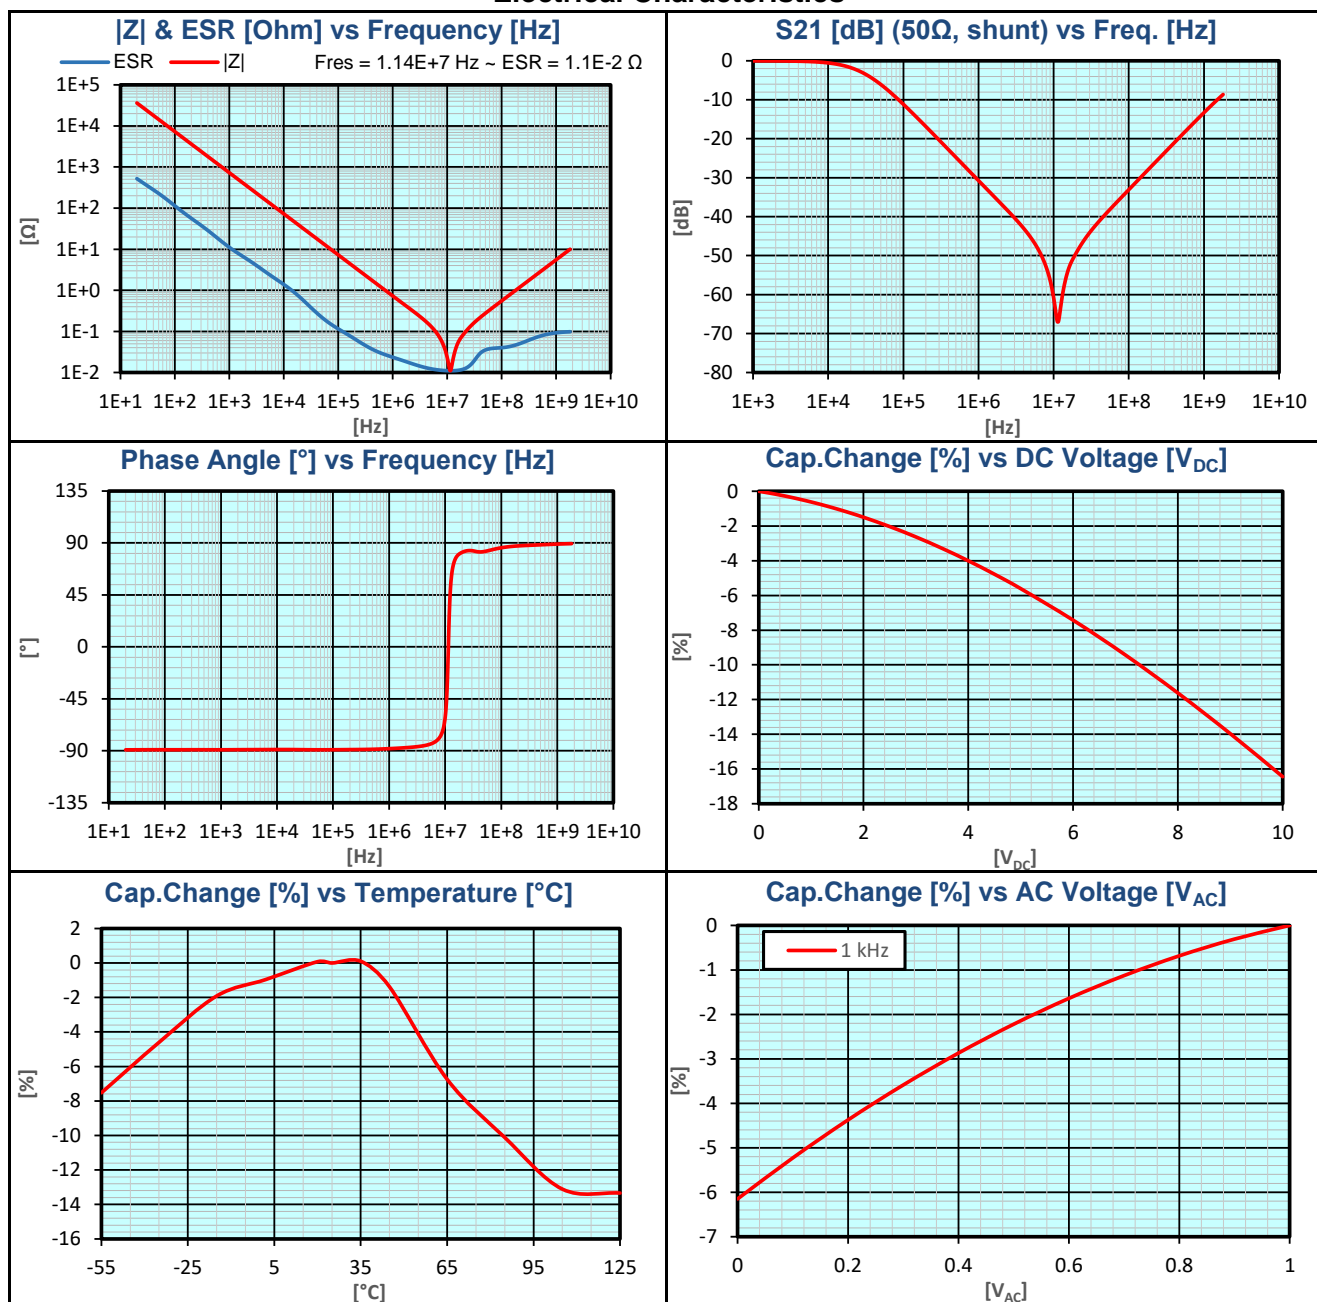 Electrical Characteristics
|Z| & ESR [Ohm] vs Frequency [Hz]
ESR |Z| Fres = 1.14E+7 Hz ~ ESR = 1.1E-2 Ω
1E+5
1E+4
1E+3
1E+2
1E+1
1E+0
1E-1
1E-2
[Ω]
1E+1 1E+2 1E+3 1E+4 1E+5 1E+6 1E+7 1E+8 1E+9 1E+10
[Hz]
S21 [dB] (50Ω, shunt) vs Freq. [Hz]
0
-10
-20
-30
-40
-50
-60
-70
-80
[dB]
1E+3 1E+4 1E+5 1E+6 1E+7 1E+8 1E+9 1E+10
[Hz]
Phase Angle [°] vs Frequency [Hz]
135
90
45
0
-45
-90
-135
[°]
1E+1 1E+2 1E+3 1E+4 1E+5 1E+6 1E+7 1E+8 1E+9 1E+10
[Hz]
Cap.Change [%] vs DC Voltage [VDC]
0
-2
-4
-6
-8
-10
-12
-14
-16
-18
[%]
0 2 4 6 8 10
[VDC]
Cap.Change [%] vs Temperature [°C]
2
0
-2
-4
-6
-8
-10
-12
-14
-16
[%]
-55 -25 5 35 65 95 125
[°C]
Cap.Change [%] vs AC Voltage [VAC]
1 kHz
0
-1
-2
-3
-4
-5
-6
-7
[%]
0 0.2 0.4 0.6 0.8 1
[VAC]